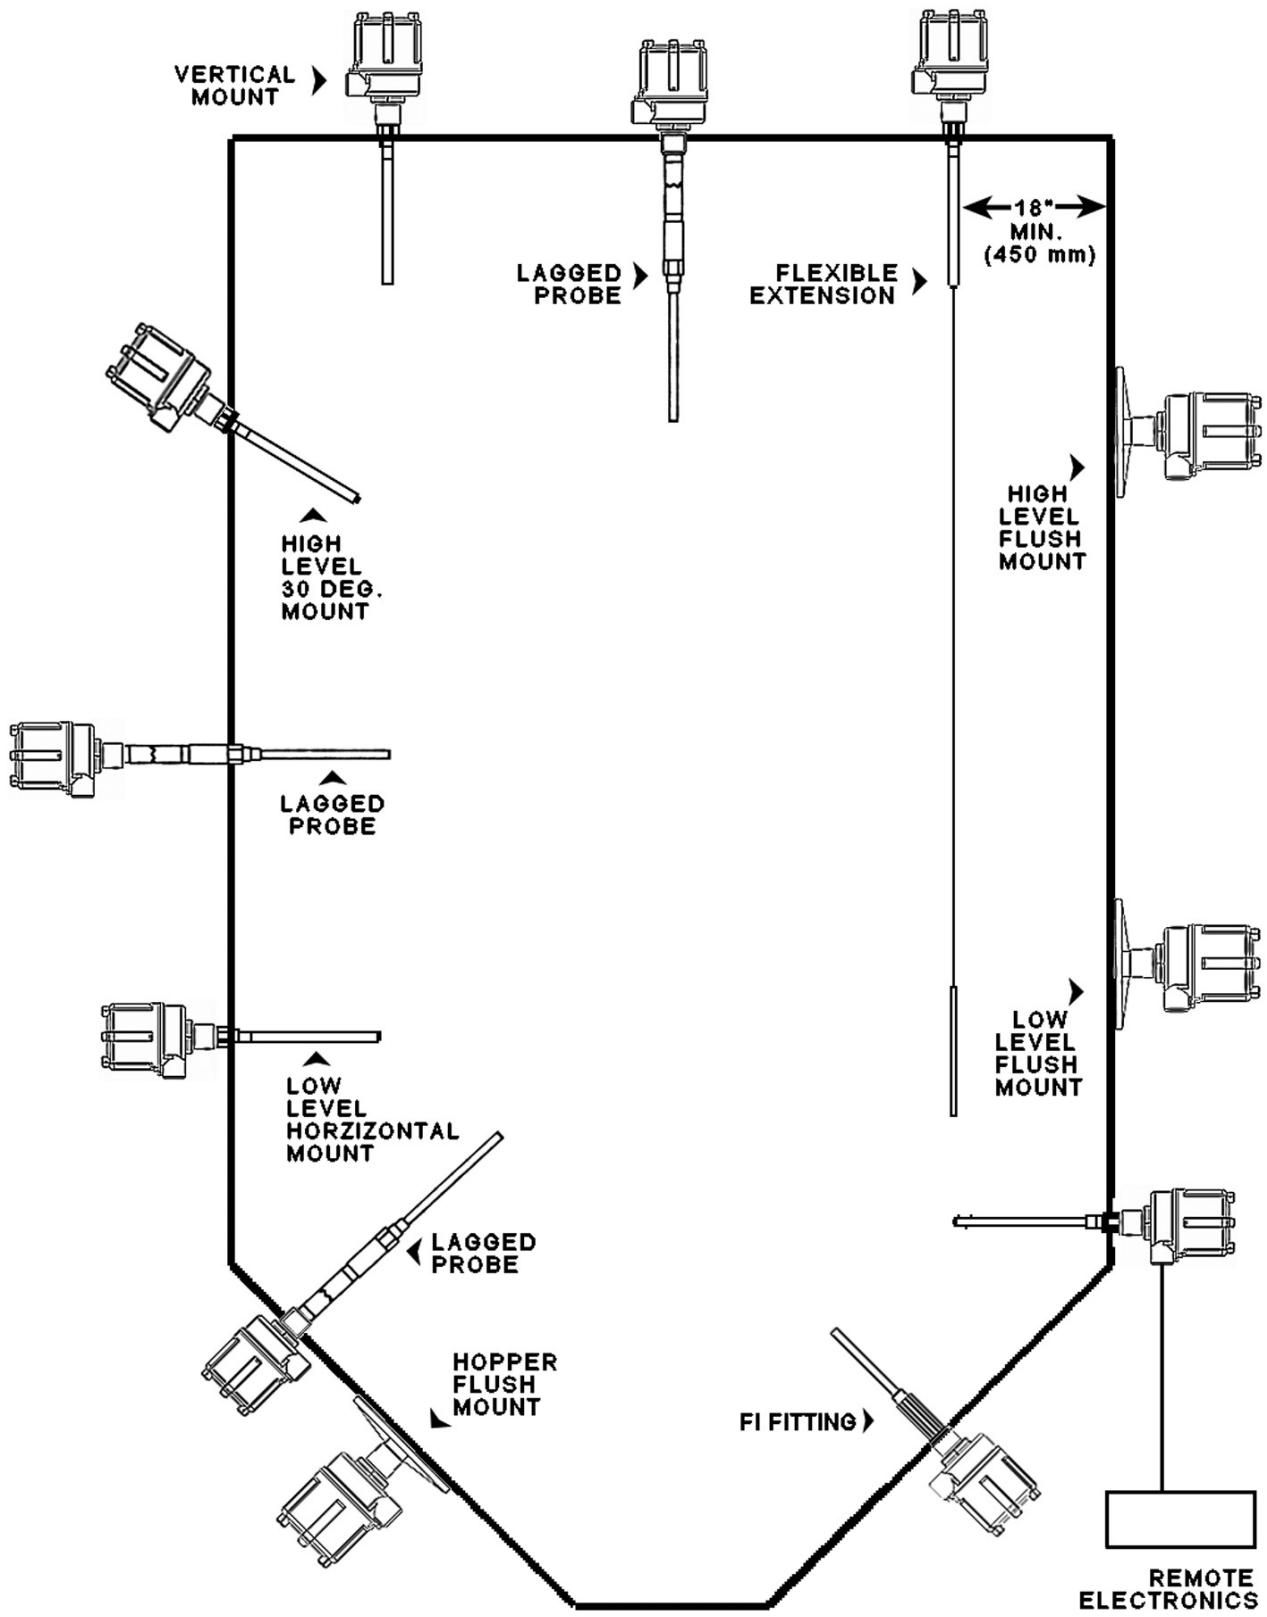 VERTICAL
MOUNT
LAGGED
PROBE
FLEXIBLE
EXTENSION
18"
MIN.
(450 mm)
HIGH
LEVEL
30 DEG.
MOUNT
HIGH
LEVEL
FLUSH
MOUNT
LAGGED
PROBE
LOW
LEVEL
HORZIZONTAL
MOUNT
LOW
LEVEL
FLUSH
MOUNT
LAGGED
PROBE
HOPPER
FLUSH
MOUNT
FI FITTING
REMOTE
ELECTRONICS